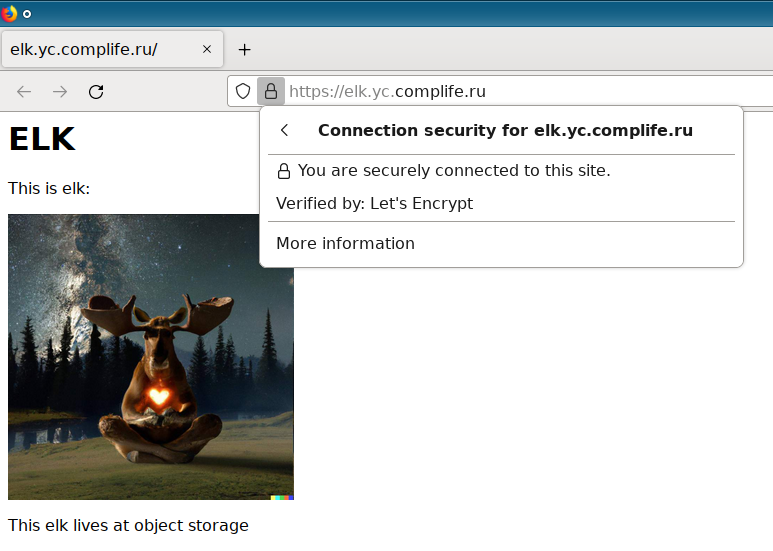 elk.yc.complife.ru/
https://elk.yc.complife.ru
Connection security for elk.yc.complife.ru
You are securely connected to this site.
Verified by: Let's Encrypt
More information
ELK
This is elk:
This elk lives at object storage